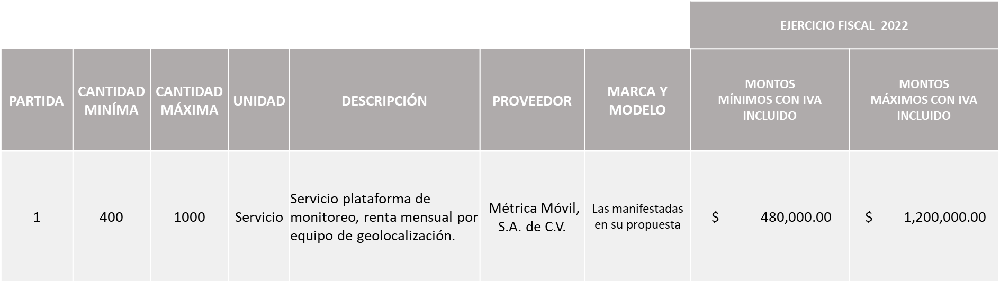 EJERCICIO FISCAL  2022
PARTIDA
CANTIDAD
MINÍMA
CANTIDAD
MÁXIMA
UNIDAD
DESCRIPCIÓN
PROVEEDOR
MARCA Y
MODELO
MONTOS
MÍNIMOS CON IVA
INCLUIDO
MONTOS
MÁXIMOS CON IVA
INCLUIDO
1
400
1000
Servicio
Servicio plataforma de
monitoreo, renta mensual por
equipo de geolocalización.
Métrica Móvil,
S.A. de C.V.
Las manifestadas
en su propuesta
$ 480,000.00
$ 1,200,000.00